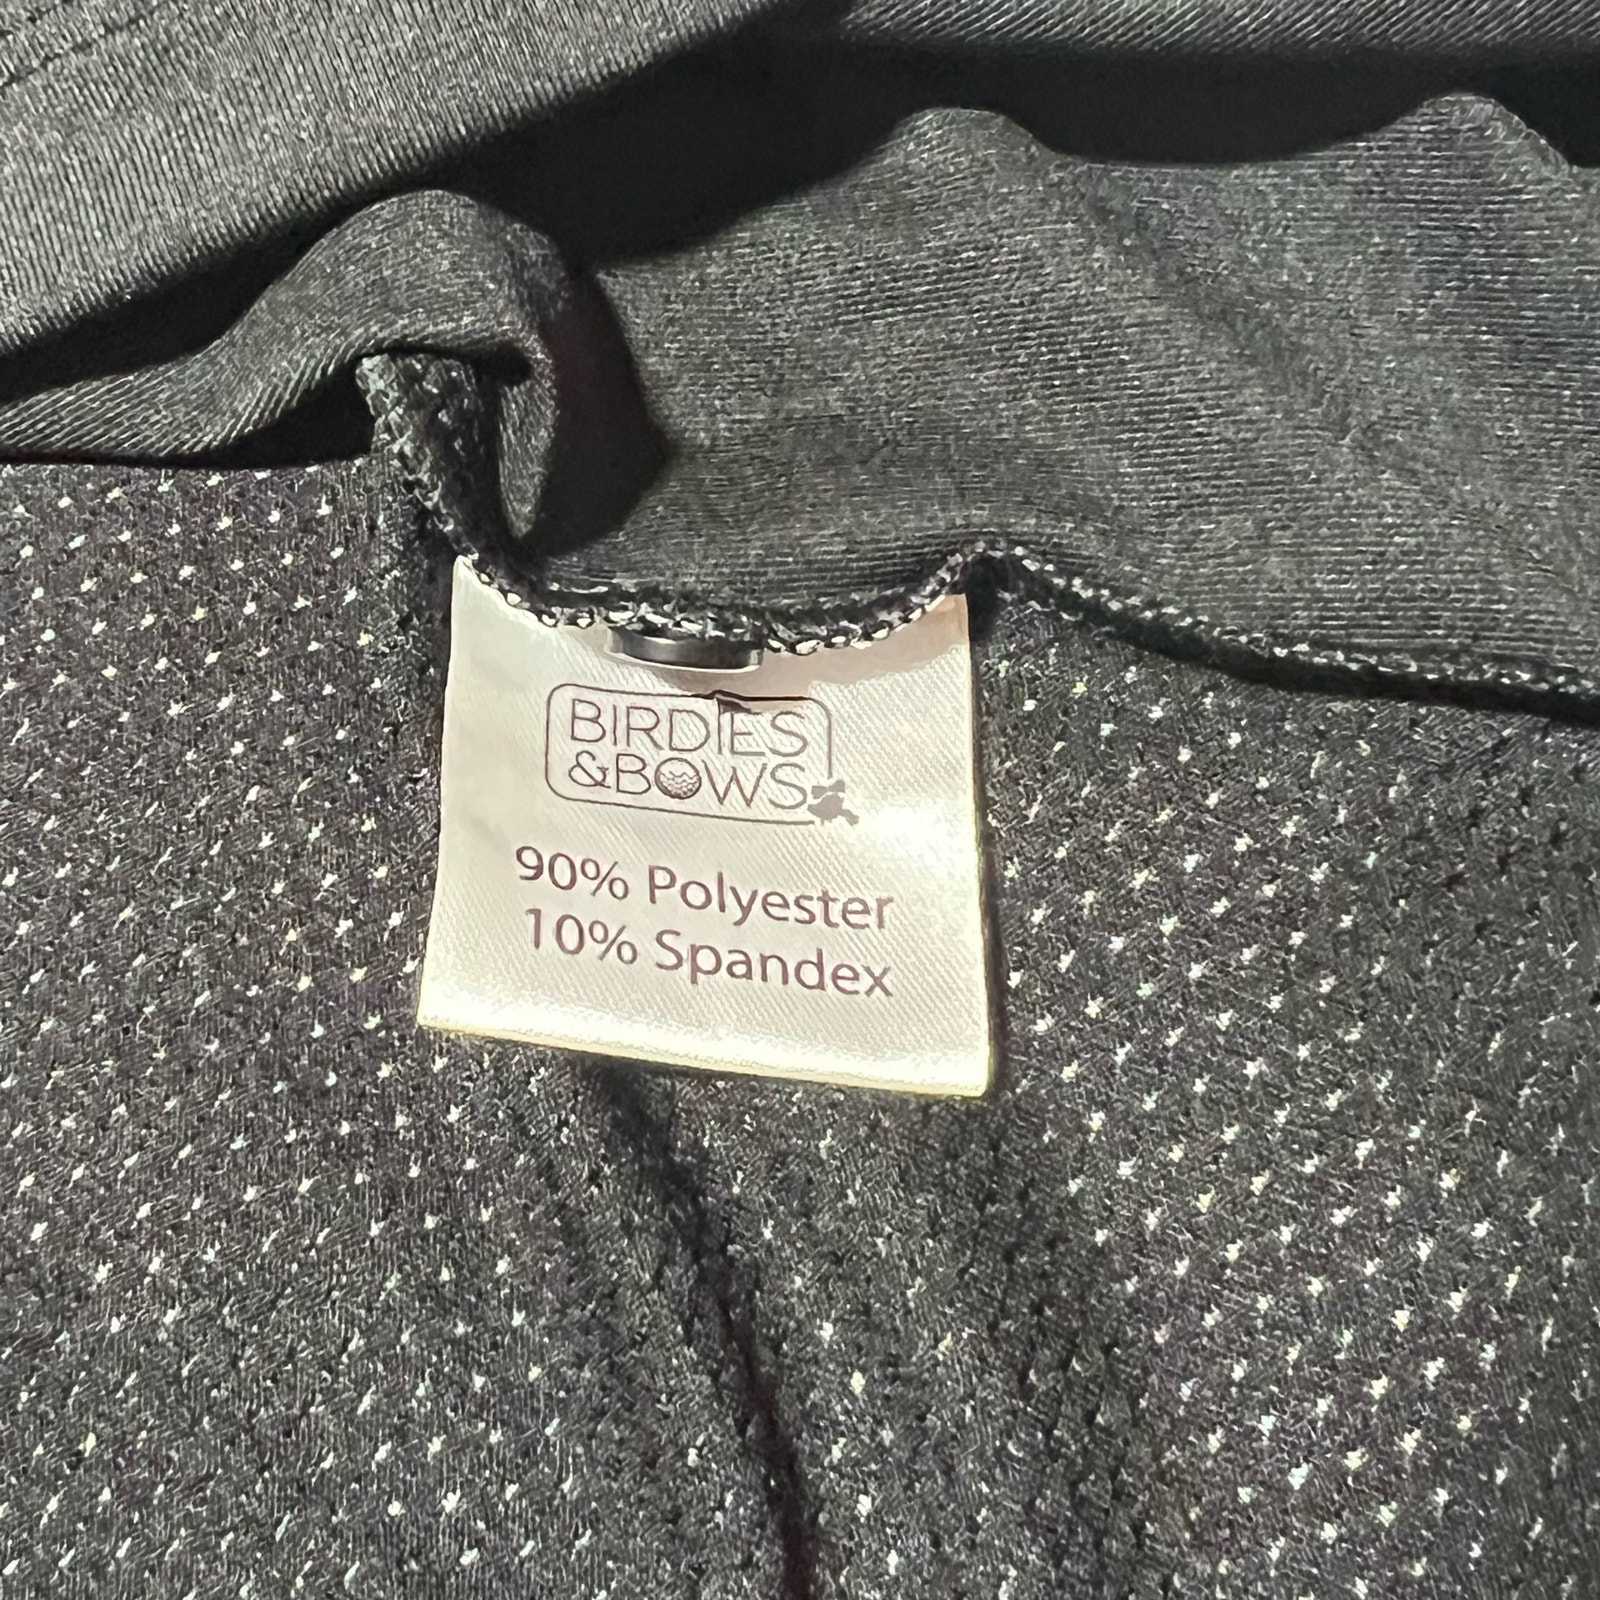 BIRDIES
&BOWS
90% Polyester
10% Spandex